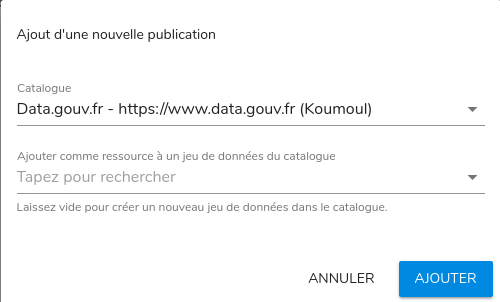 Ajout d'une nouvelle publication
Catalogue
Data.gouv.fr - https://www.data.gouv.fr (Koumoul)
Ajouter comme ressource à un jeu de données du catalogue
Tapez pour rechercher
Laissez vide pour créer un nouveau jeu de données dans le catalogue.
ANNULER AJOUTER